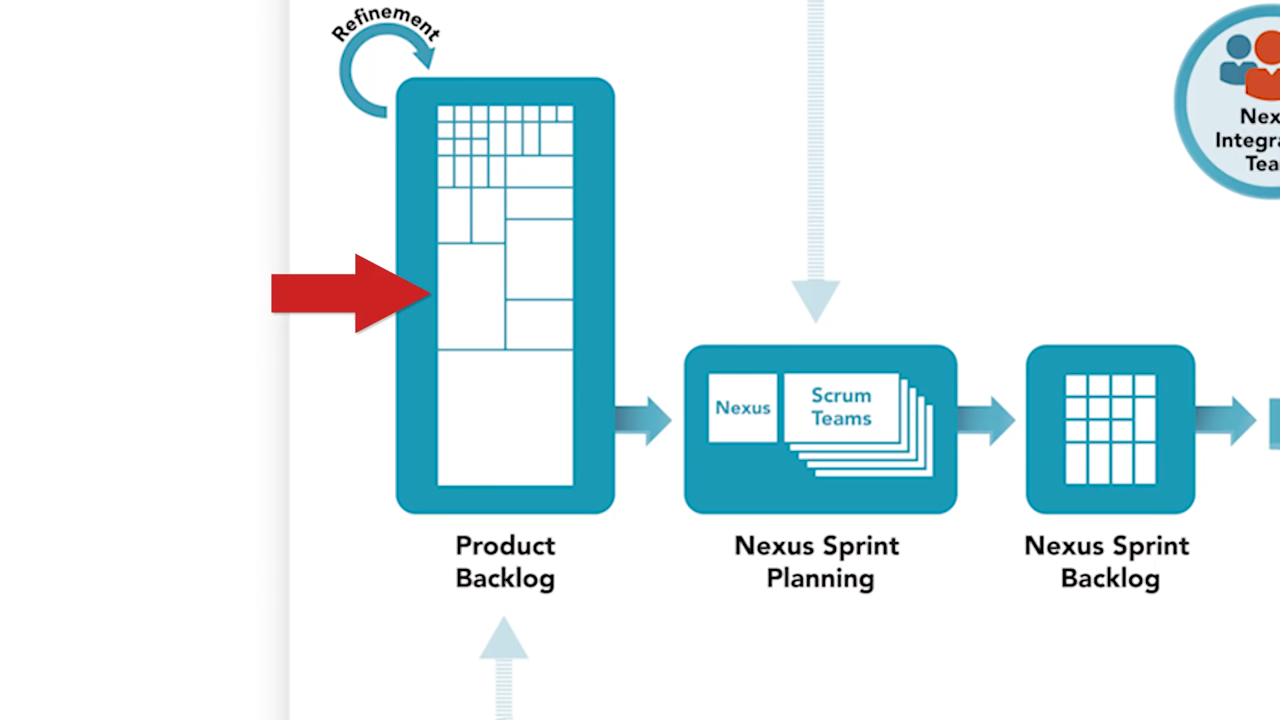 Refinement
Nexus
Scrum
Teams
Product
Backlog
Nexus Sprint
Planning
Nexus Sprint
Backlog